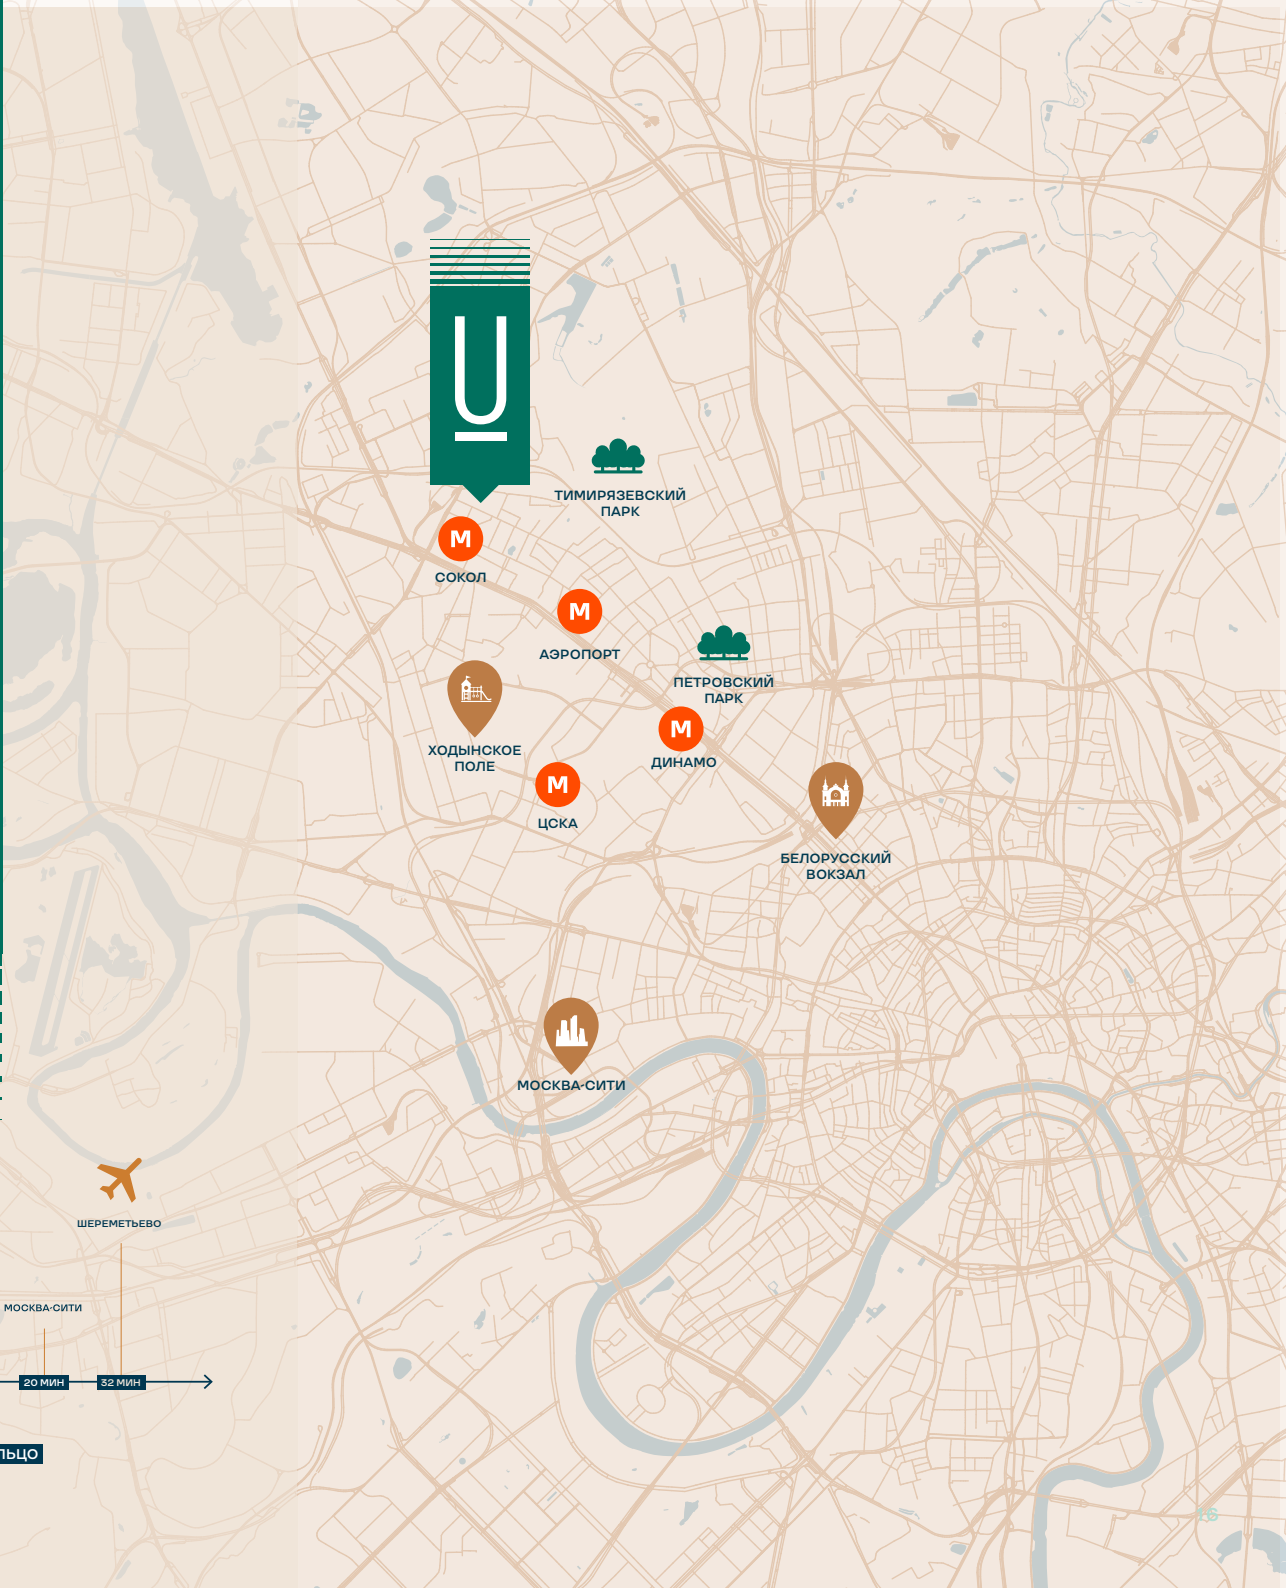 U
ТИМИРЯЗЕВСКИЙ
ПАРК
М
СОКОЛ
М
АЭРОПОРТ
ПЕТРОВСКИЙ
ПАРК
М
ДИНАМО
ХОДЫНСКОЕ
ПОЛЕ
М
ЦСКА
БЕЛОРУССКИЙ
ВОКЗАЛ
МОСКВА-СИТИ
ШЕРЕМЕТЬЕВО
МОСКВА-СИТИ
20 МИН
32 МИН
ЛЬЦО
16